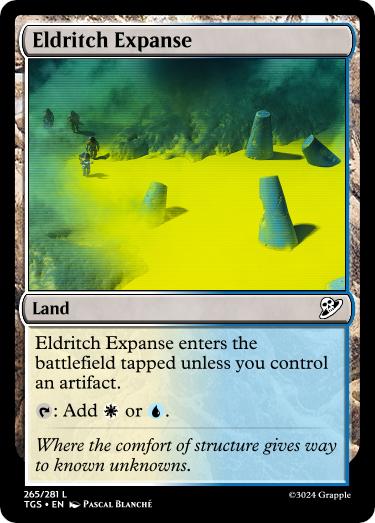 Eldritch Expanse
Land
Eldritch Expanse enters the
battlefield tapped unless you control
an artifact.
: Add or .
Where the comfort of structure gives way
to known unknowns.
265/281 L
TGS • EN Pascal Blanché
©3024 Grapple